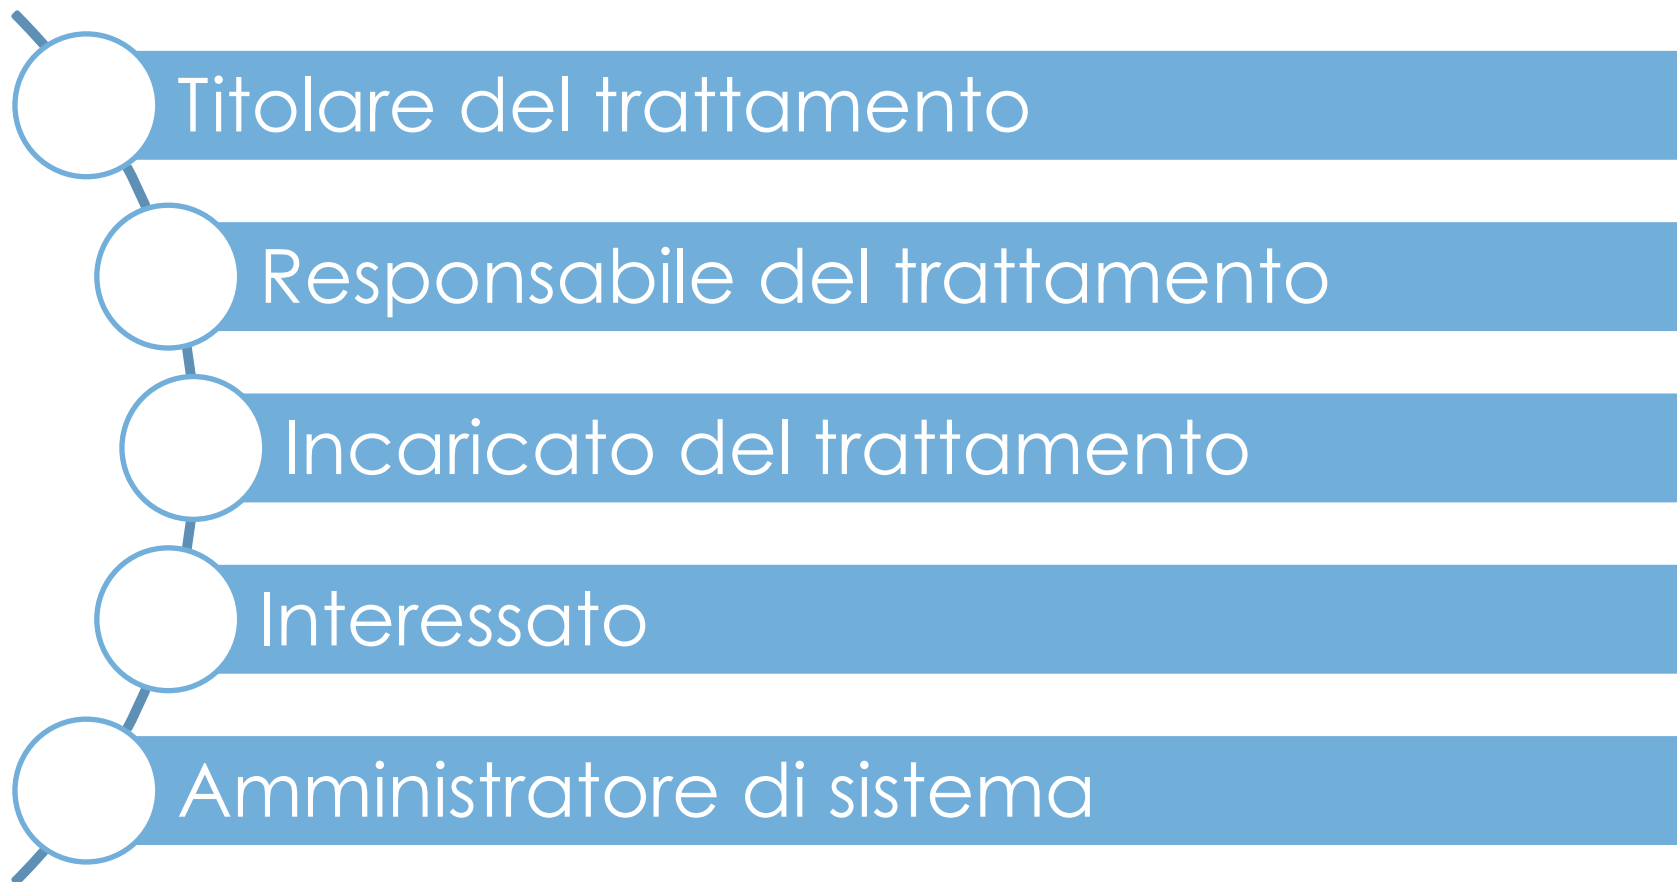 Titolare del trattamento
Responsabile del trattamento
Incaricato del trattamento
Interessato
Amministratore di sistema